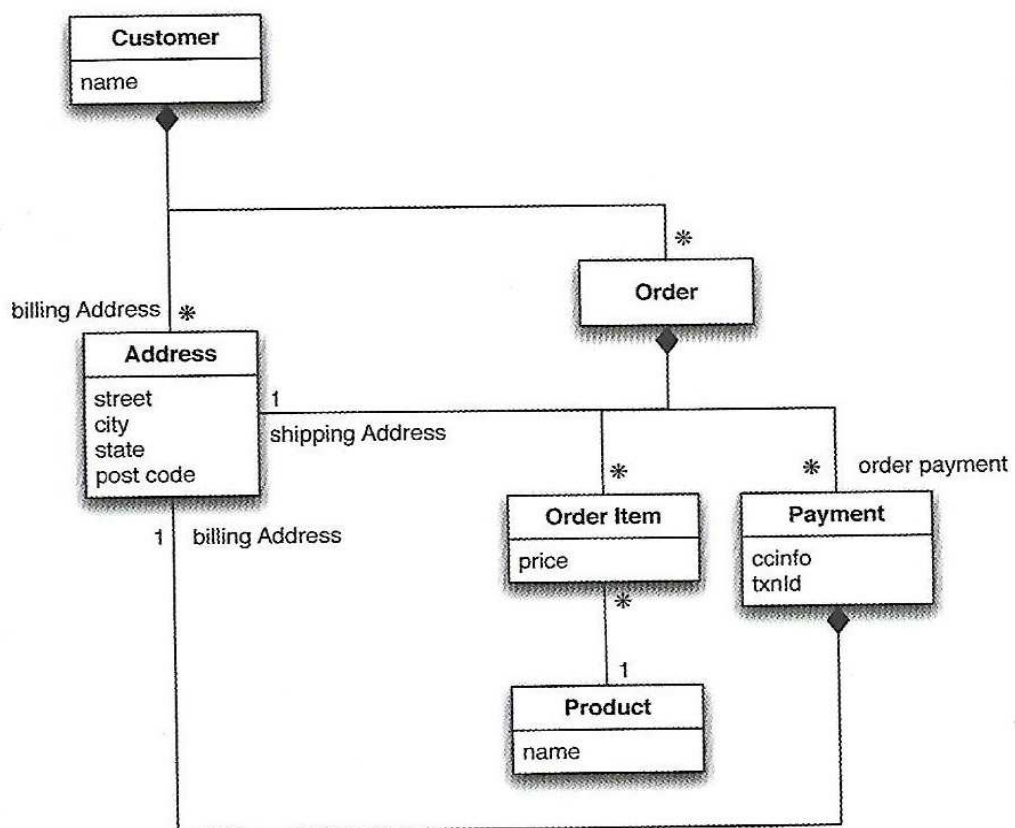 Customer
name
*
Order
billing Address
*
Address
street
city
state
post code
1
shipping Address
*
*
order payment
1
billing Address
Order Item
price
*
Payment
ccinfo
txnId
1
Product
name